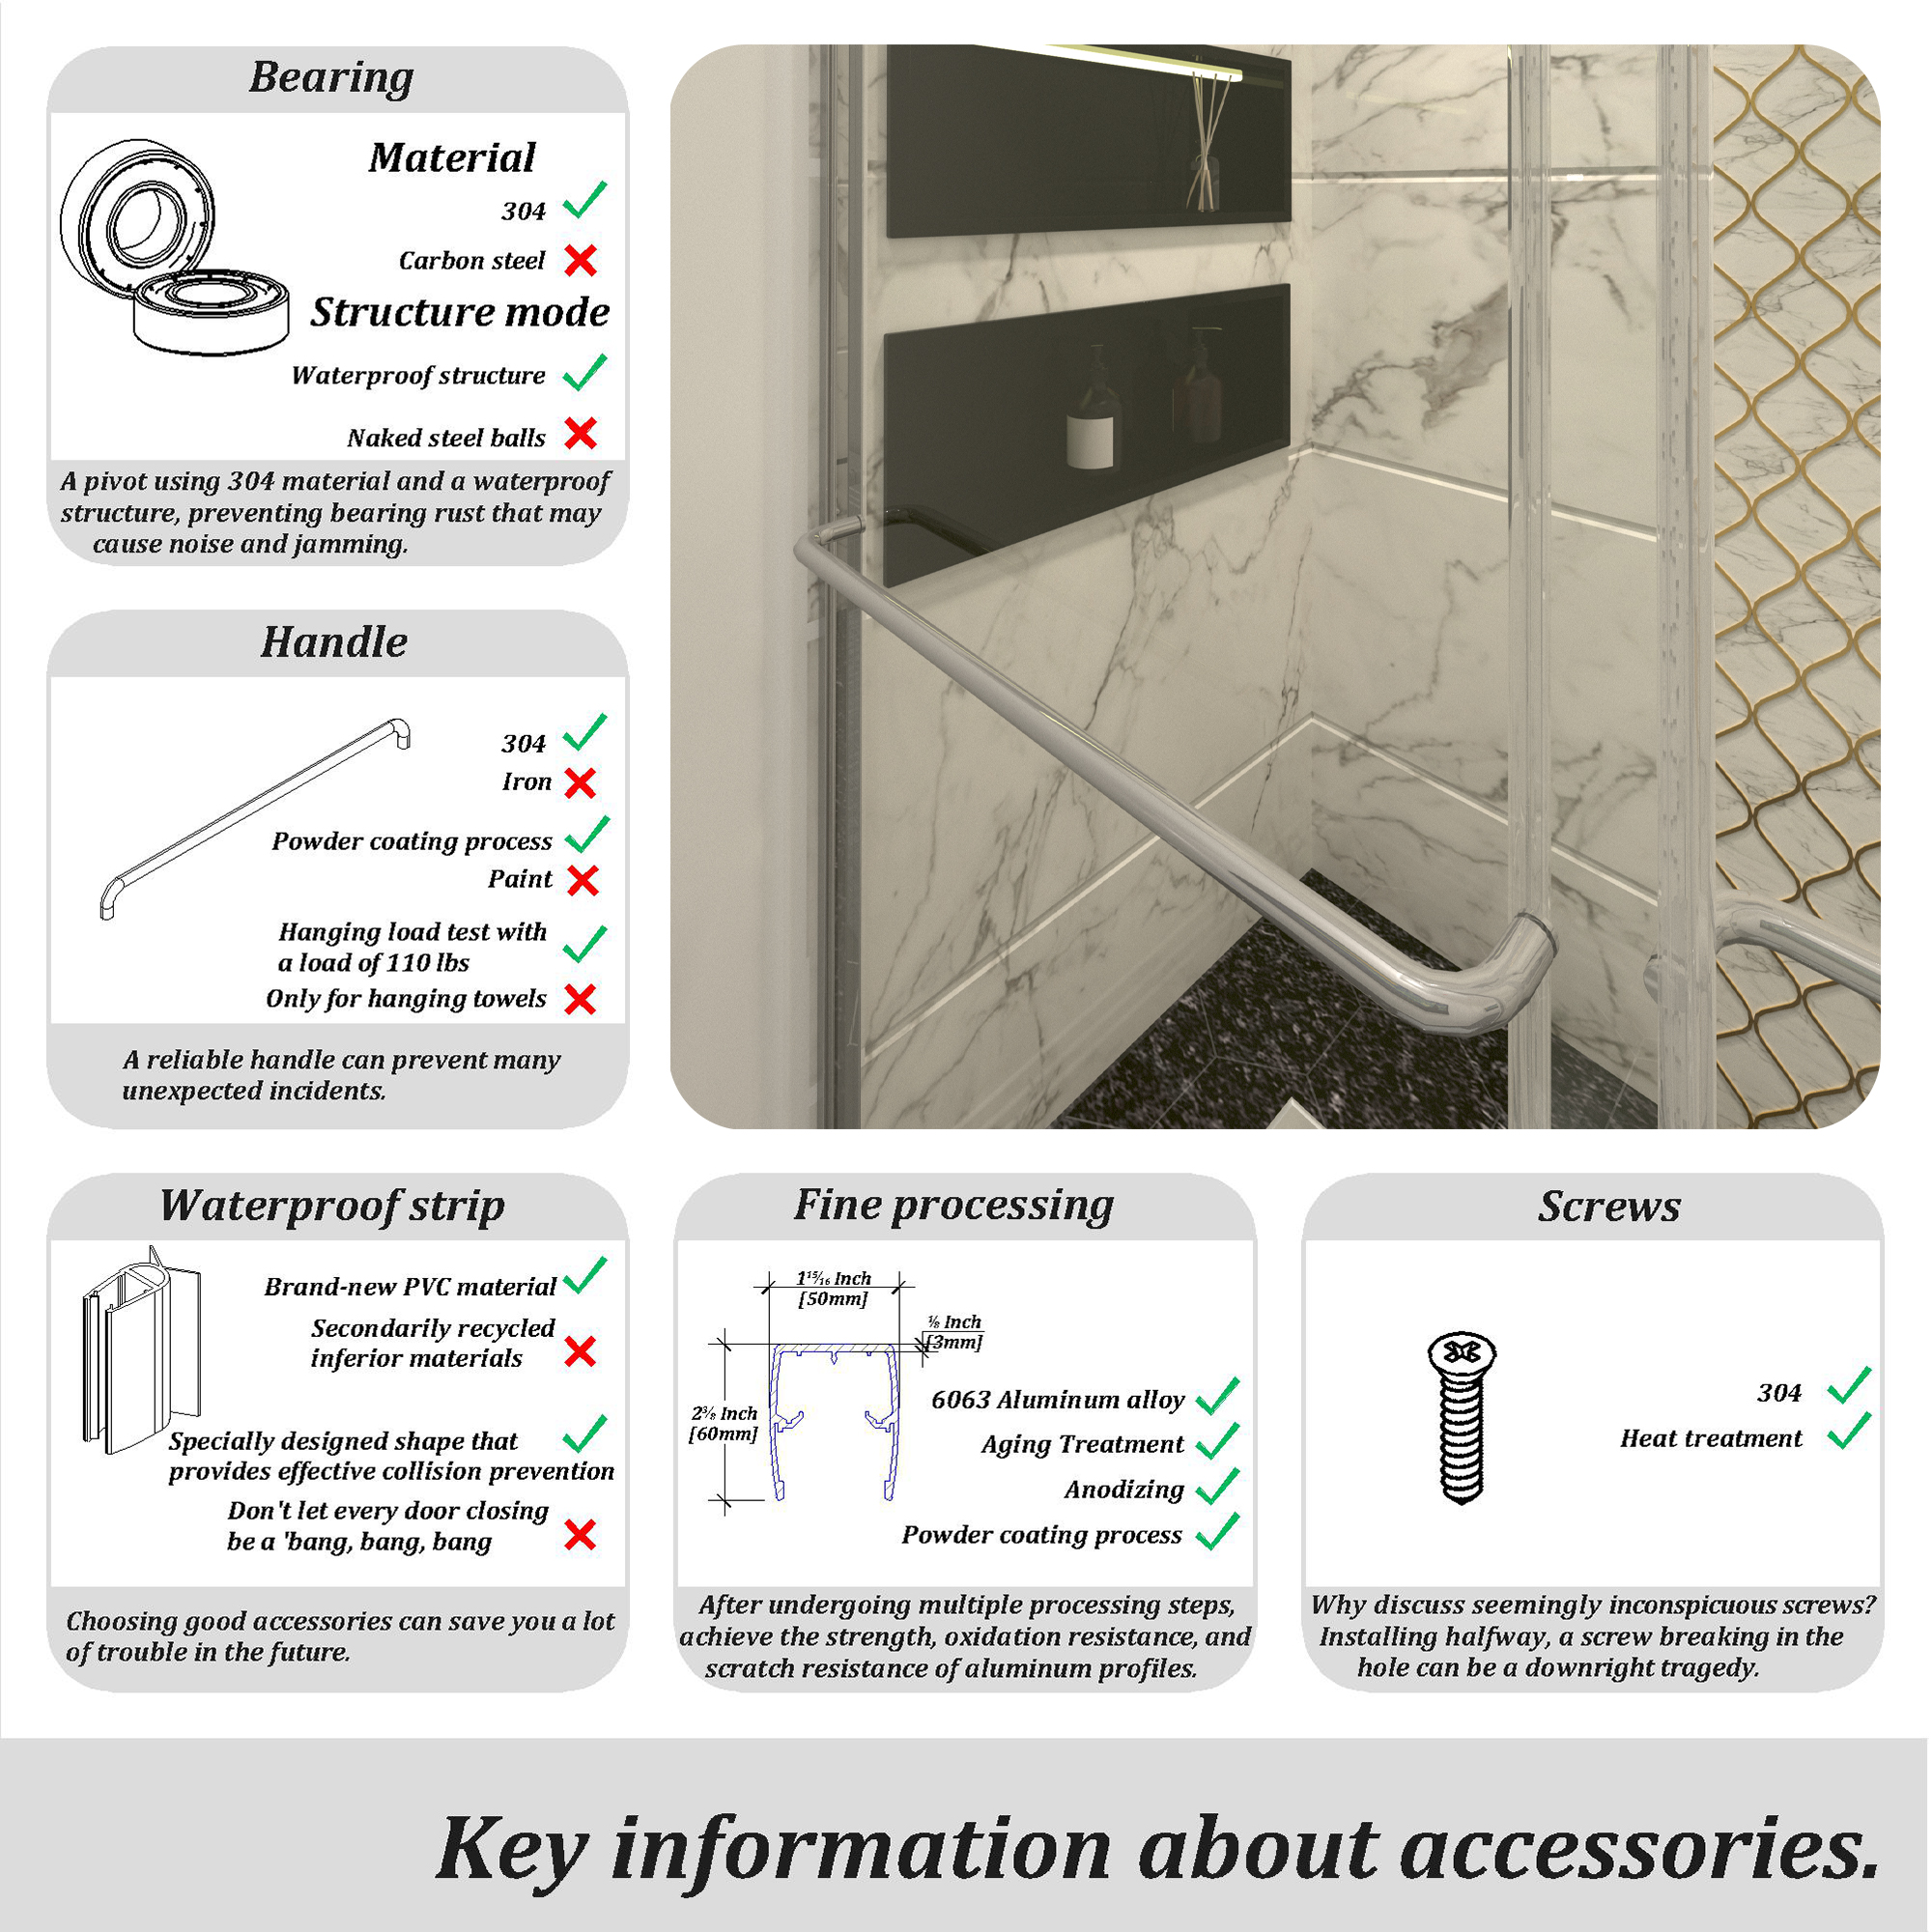 Bearing
Material
304
Carbon steel
Structure mode
Waterproof structure
Naked steel balls
A pivot using 304 material and a waterproof
structure, preventing bearing rust that may
cause noise and jamming.
Handle
304
Iron
Powder coating process
Paint
Hanging load test with
a load of 110 lbs
Only for hanging towels
A reliable handle can prevent many
unexpected incidents.
Waterproof strip
Brand-new PVC material
Secondarily recycled
inferior materials
Specially designed shape that
provides effective collision prevention
Don't let every door closing
be a 'bang, bang, bang
Choosing good accessories can save you a lot
of trouble in the future.
Fine processing
1 15/16 Inch
[50mm]
1/8 Inch
[3mm]
2 3/8 Inch
[60mm]
6063 Aluminum alloy
Aging Treatment
Anodizing
Powder coating process
After undergoing multiple processing steps,
achieve the strength, oxidation resistance, and
scratch resistance of aluminum profiles.
Screws
304
Heat treatment
Why discuss seemingly inconspicuous screws?
Installing halfway, a screw breaking in the
hole can be a downright tragedy.
Key information about accessories.